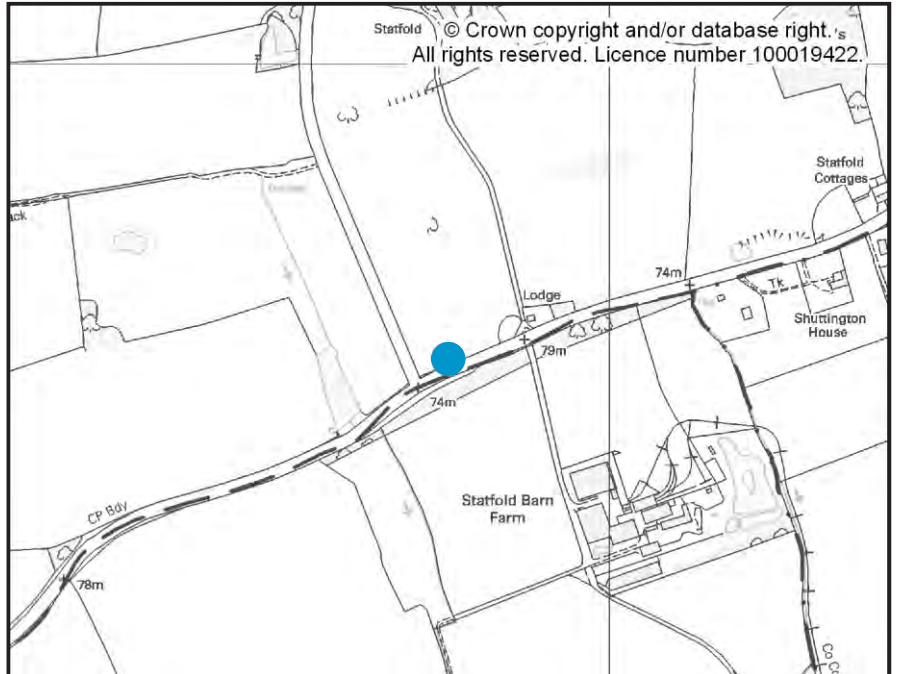 Statfold
© Crown copyright and/or database right.
All rights reserved. Licence number 100019422.
Statfold
Cottages
74m
Tk
Lodge
Shuttington
House
79m
74m
Statfold Barn
Farm
CP Bdy
78m
Co